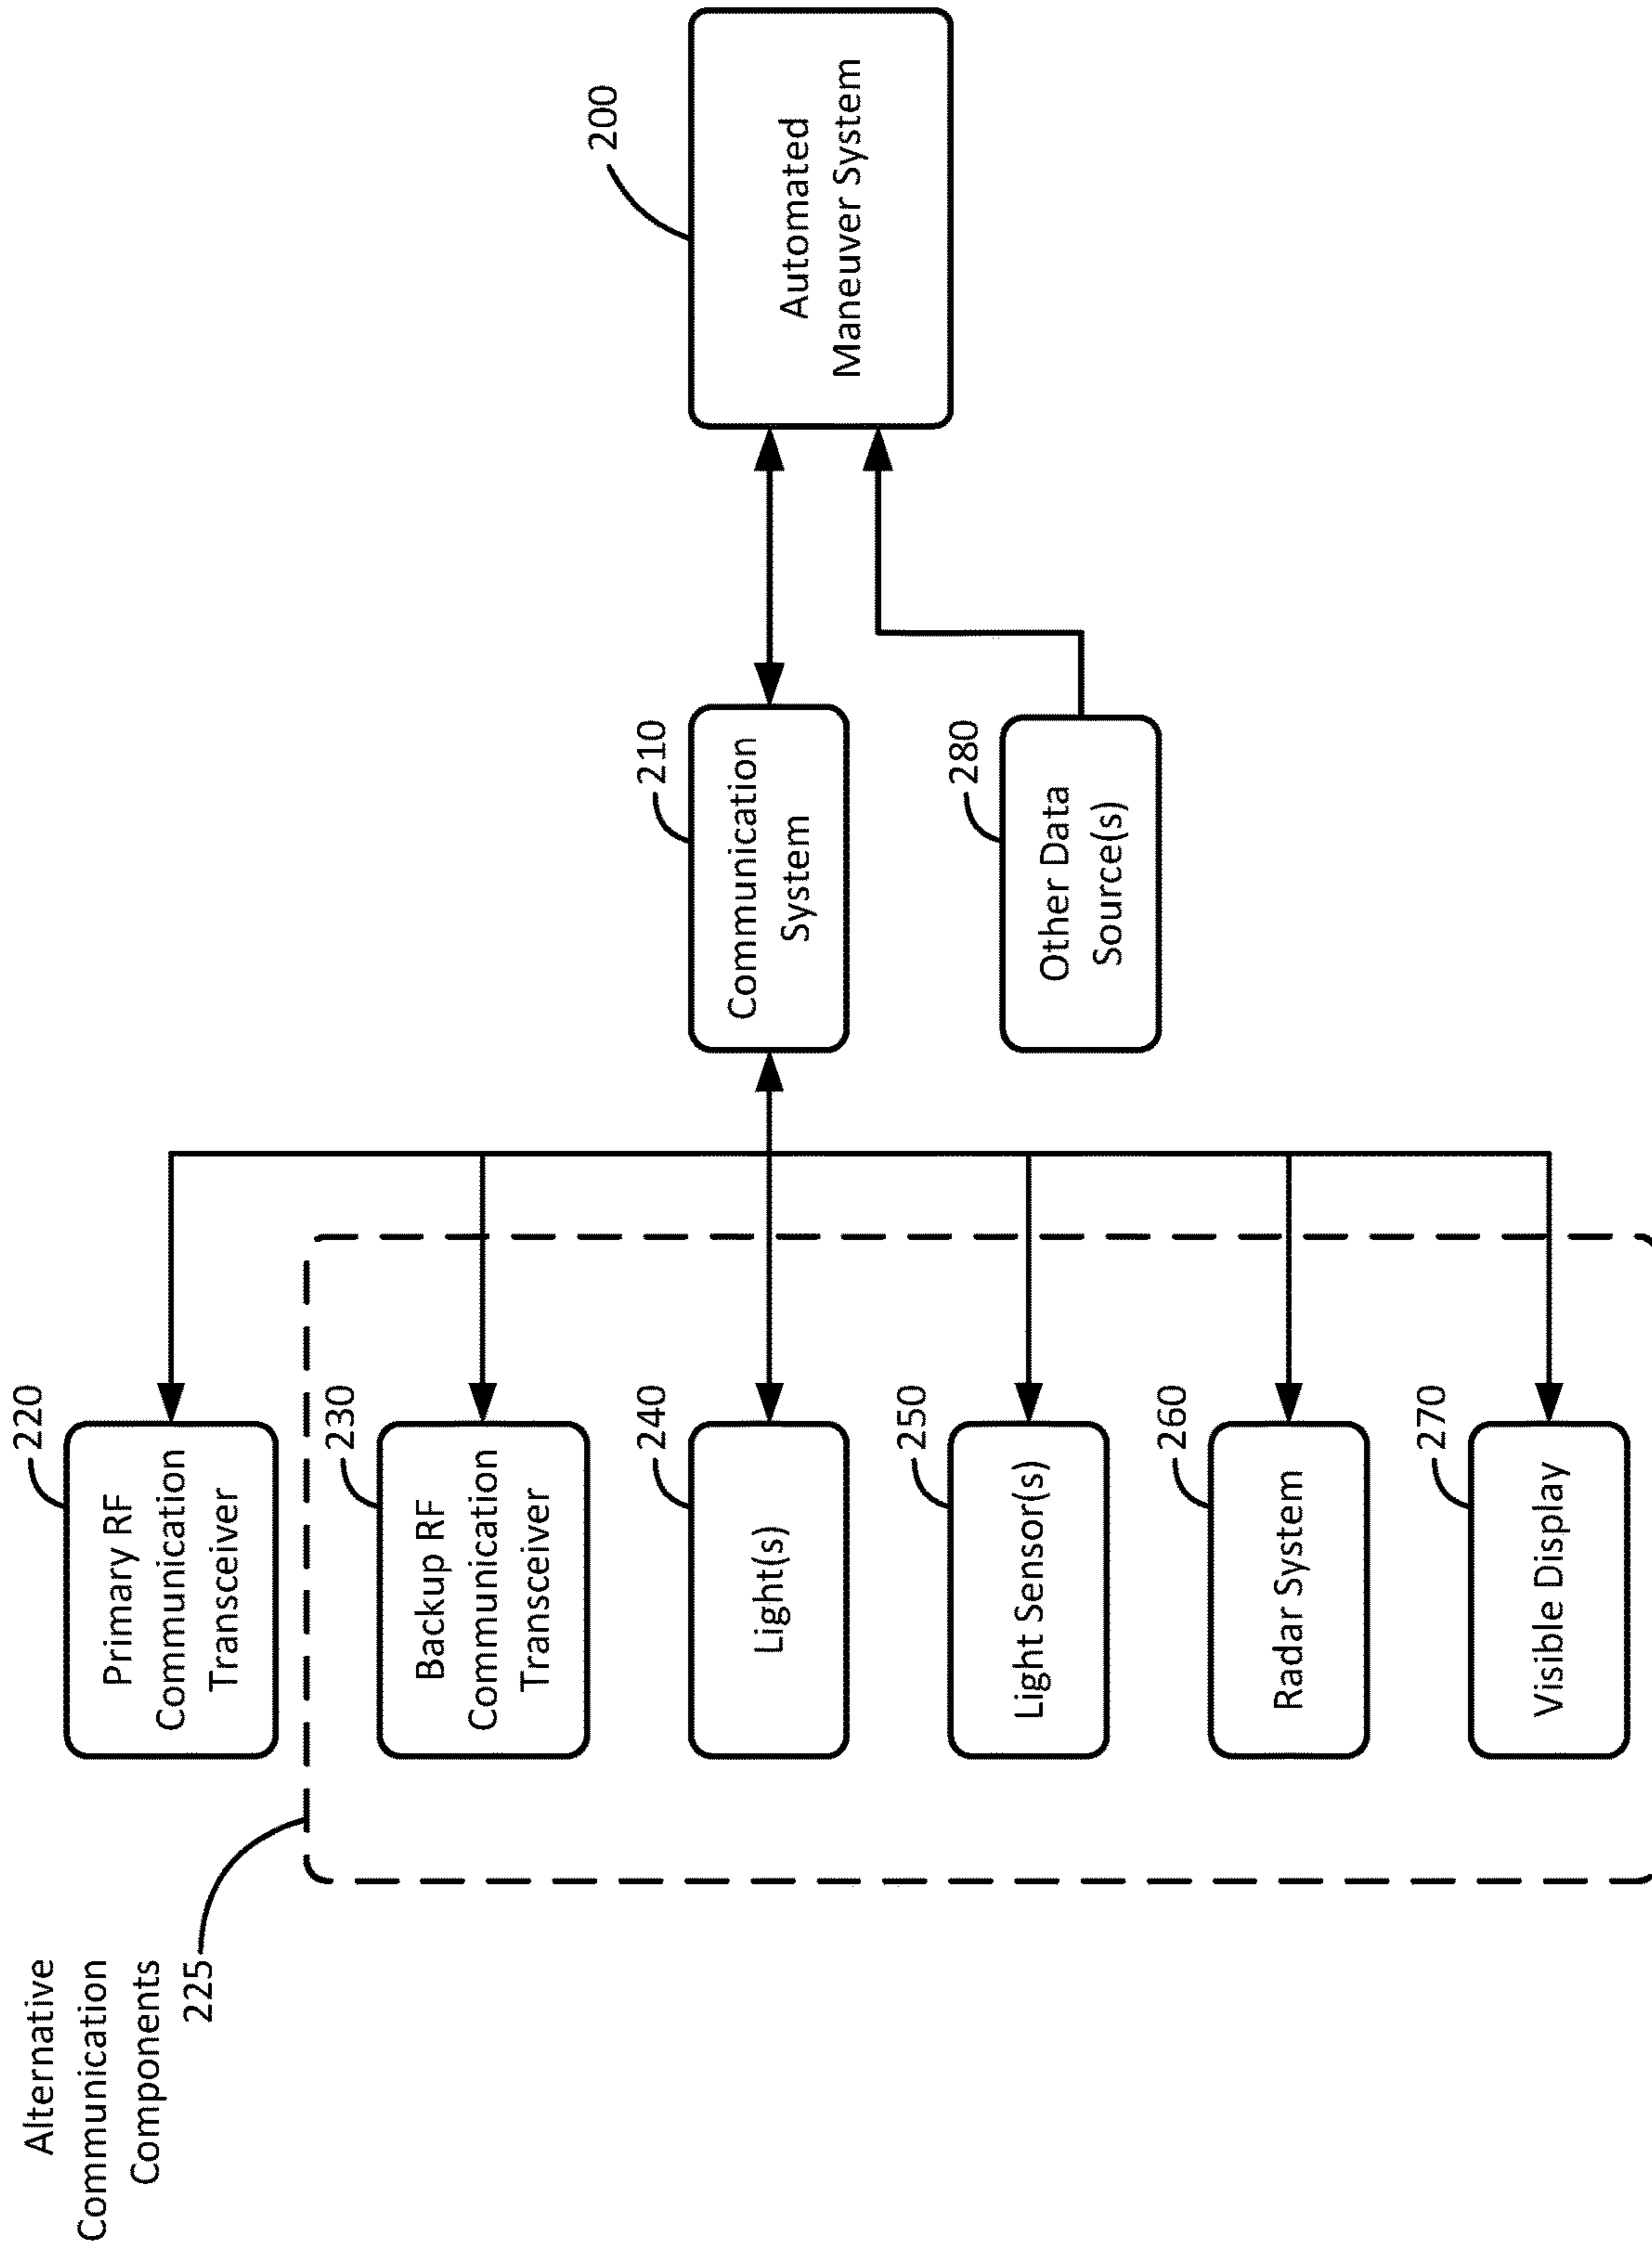 Alternative
Communication
Components
225
220
Primary RF
Communication
Transceiver
230
Backup RF
Communication
Transceiver
240
Light(s)
250
Light Sensor(s)
260
Radar System
270
Visible Display
210
Communication
System
280
Other Data
Source(s)
200
Automated
Maneuver System